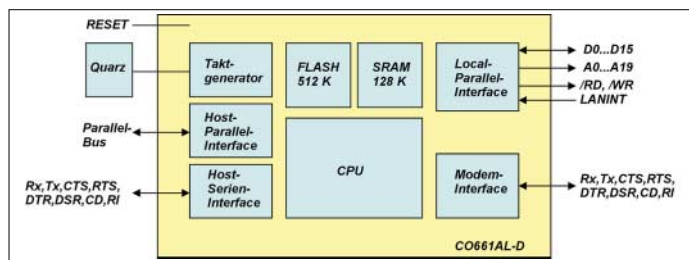 RESET
Quarz
Takt-
generator
FLASH
512 K
SRAM
128 K
Local-
Parallel-
Interface
D0...D15
A0...A19
/RD, /WR
LANINT
Parallel-
Bus
Host-
Parallel-
Interface
CPU
Rx,Tx,CTS,RTS,
DTR,DSR,CD,RI
Host-
Serien-
Interface
Modem-
Interface
Rx,Tx,CTS,RTS,
DTR,DSR,CD,RI
CO661AL-D